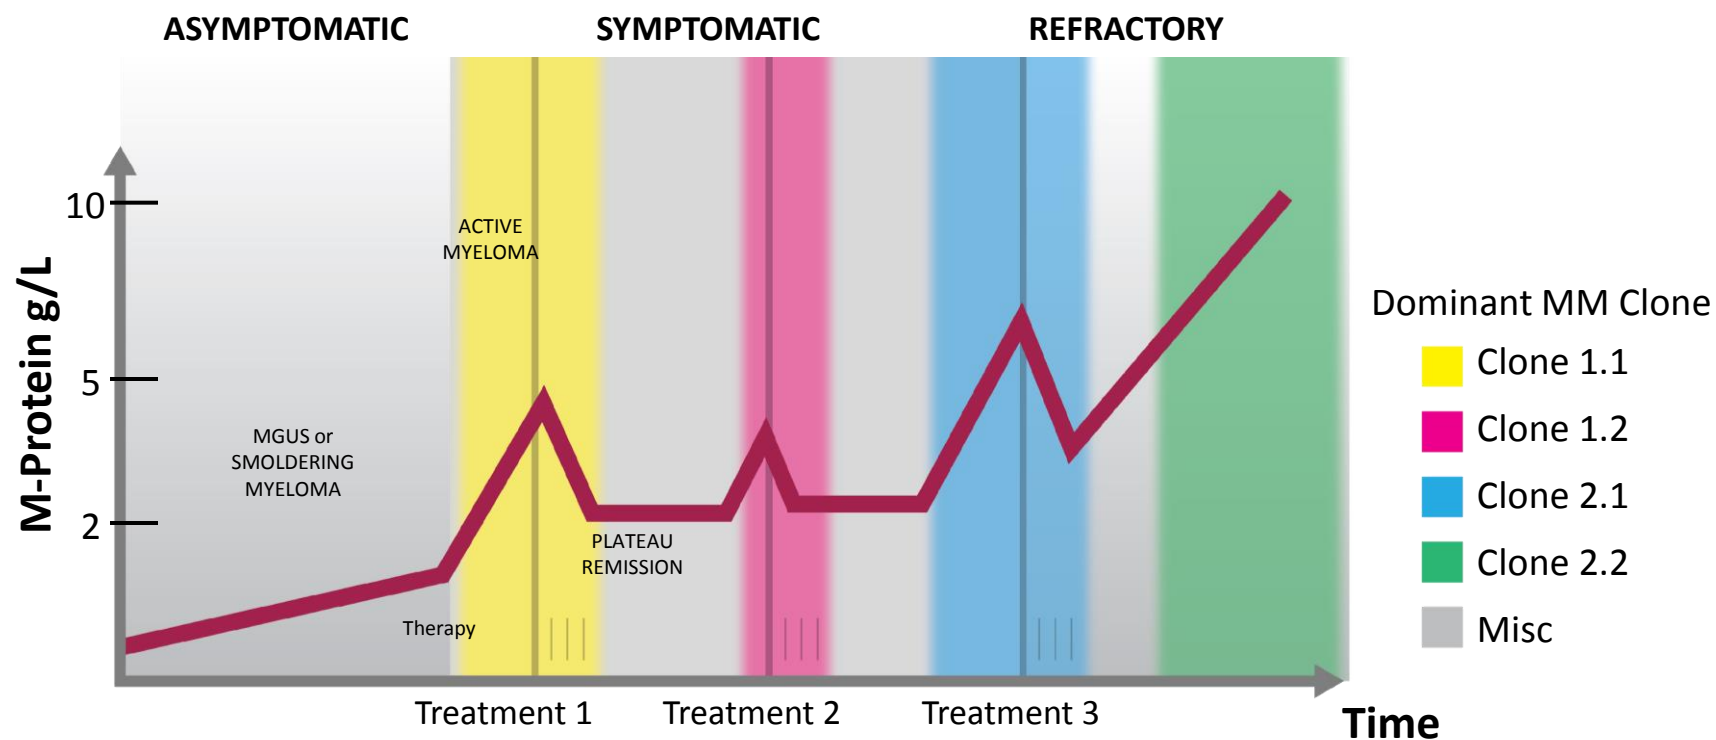 ASYMPTOMATIC
SYMPTOMATIC
REFRACTORY
M-Protein g/L
10
5
2
ACTIVE
MYELOMA
MGUS or
SMOLDERING
MYELOMA
PLATEAU
REMISSION
Therapy
Treatment 1
Treatment 2
Treatment 3
Time
Dominant MM Clone
Clone 1.1
Clone 1.2
Clone 2.1
Clone 2.2
Misc